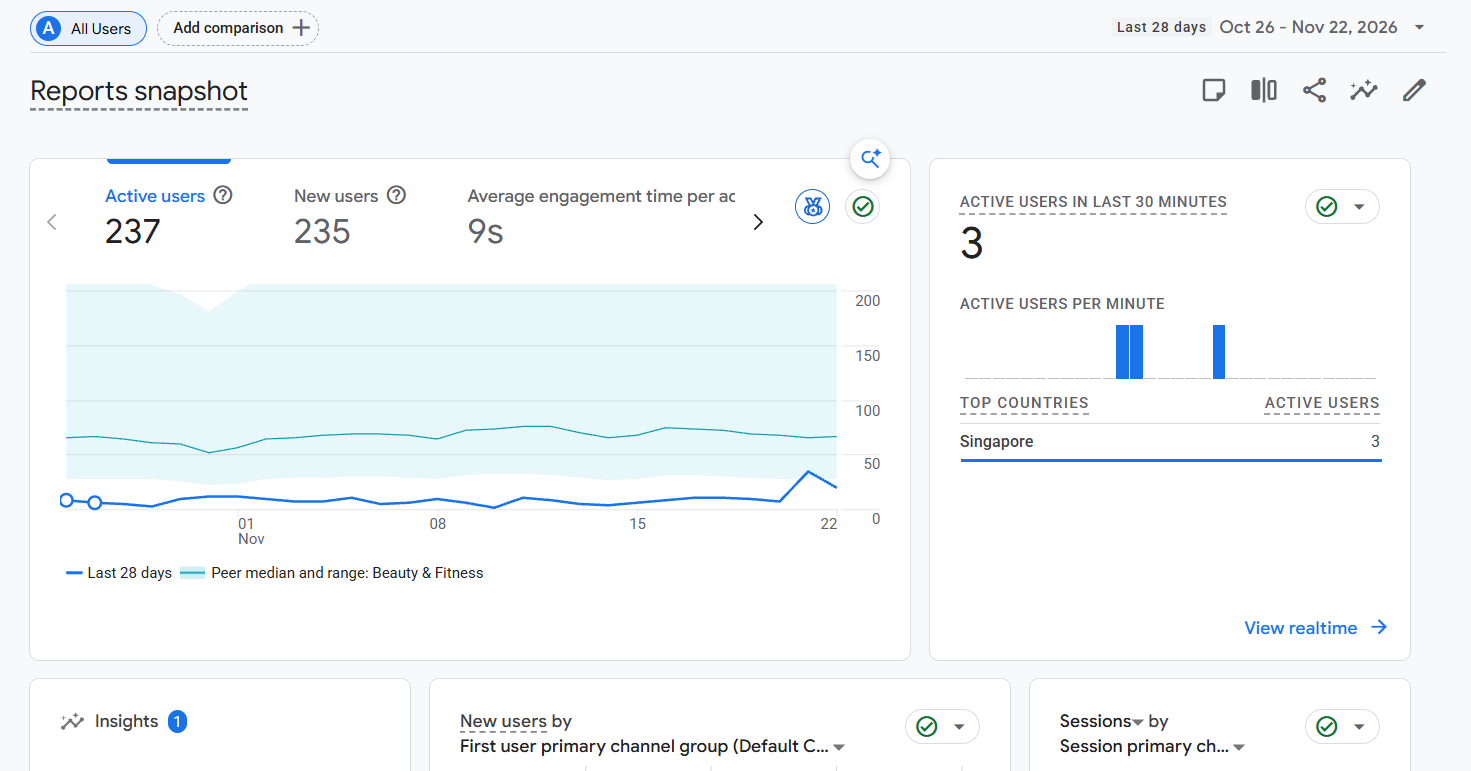 A All Users Add comparison + Last 28 days Oct 26 - Nov 22, 2026
Reports snapshot
Active users New users Average engagement time per ac
237 235 9s
200
150
100
50
0
01 08 15 22
Nov
Last 28 days Peer median and range: Beauty & Fitness
ACTIVE USERS IN LAST 30 MINUTES
3
ACTIVE USERS PER MINUTE
TOP COUNTRIES ACTIVE USERS
Singapore 3
View realtime
Insights 1
New users by
First user primary channel group (Default C...
Sessions by
Session primary ch...